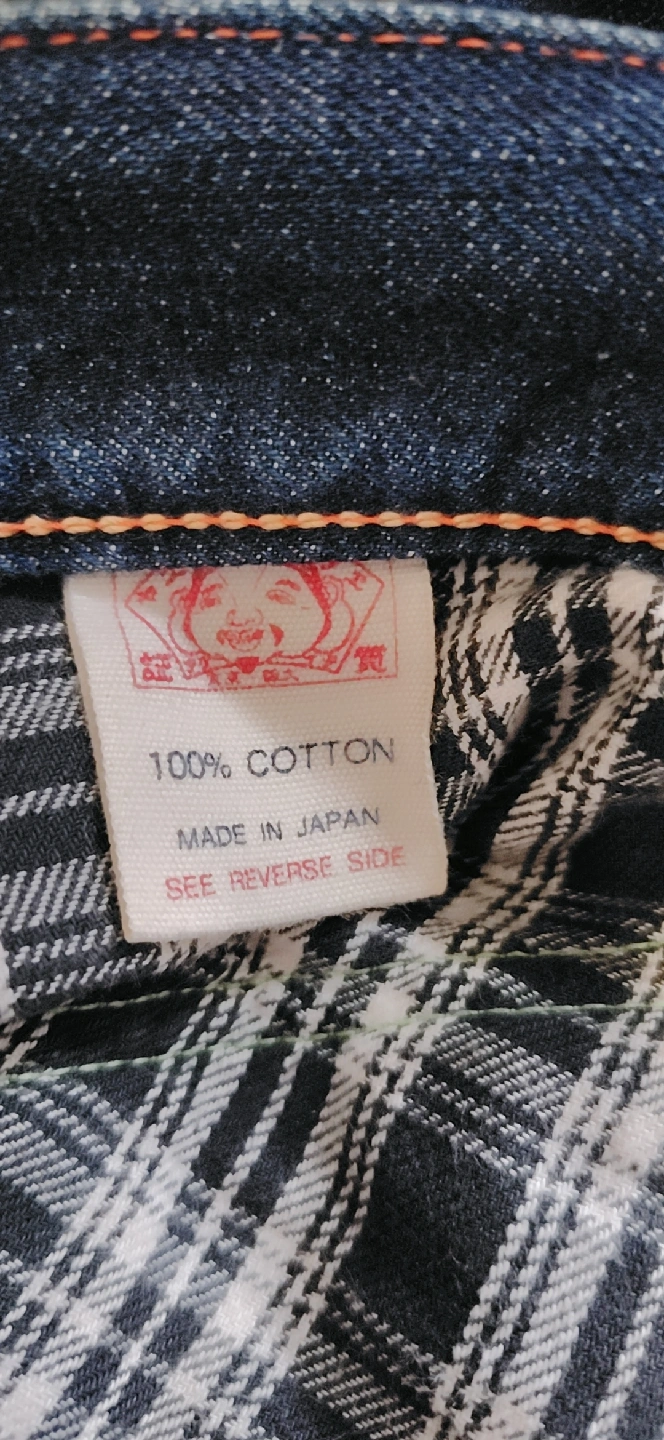 100% COTTON
MADE IN JAPAN
SEE REVERSE SIDE